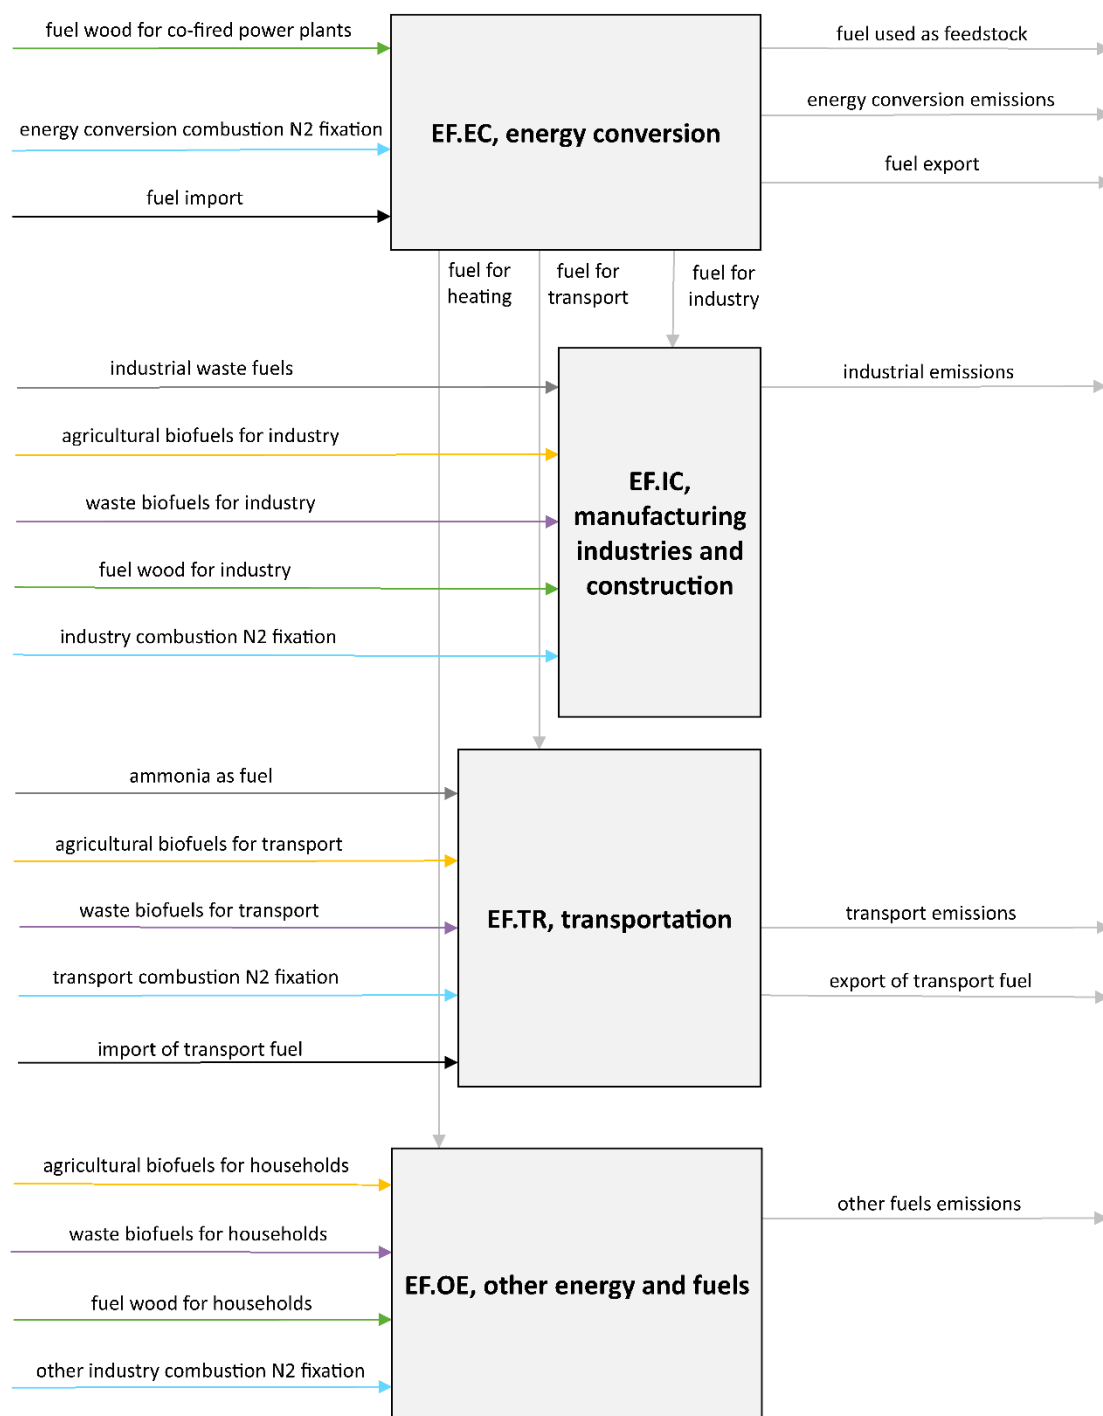 fuel wood for co-fired power plants
energy conversion combustion N2 fixation
fuel import
EF.EC, energy conversion
fuel used as feedstock
energy conversion emissions
fuel export
fuel for
heating
fuel for
transport
fuel for
industry
industrial waste fuels
agricultural biofuels for industry
waste biofuels for industry
fuel wood for industry
industry combustion N2 fixation
EF.IC,
manufacturing
industries and
construction
industrial emissions
ammonia as fuel
agricultural biofuels for transport
waste biofuels for transport
transport combustion N2 fixation
import of transport fuel
EF.TR, transportation
transport emissions
export of transport fuel
agricultural biofuels for households
waste biofuels for households
fuel wood for households
other industry combustion N2 fixation
EF.OE, other energy and fuels
other fuels emissions